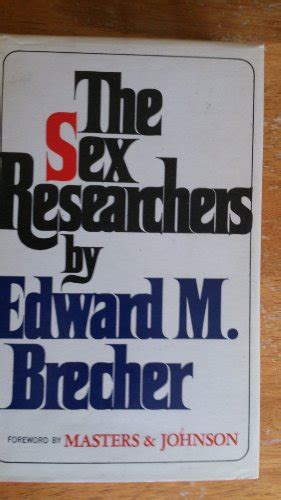 The
Sex
Researchers
by
Edward M.
Brecher
FOREWORD BY MASTERS & JOHNSON